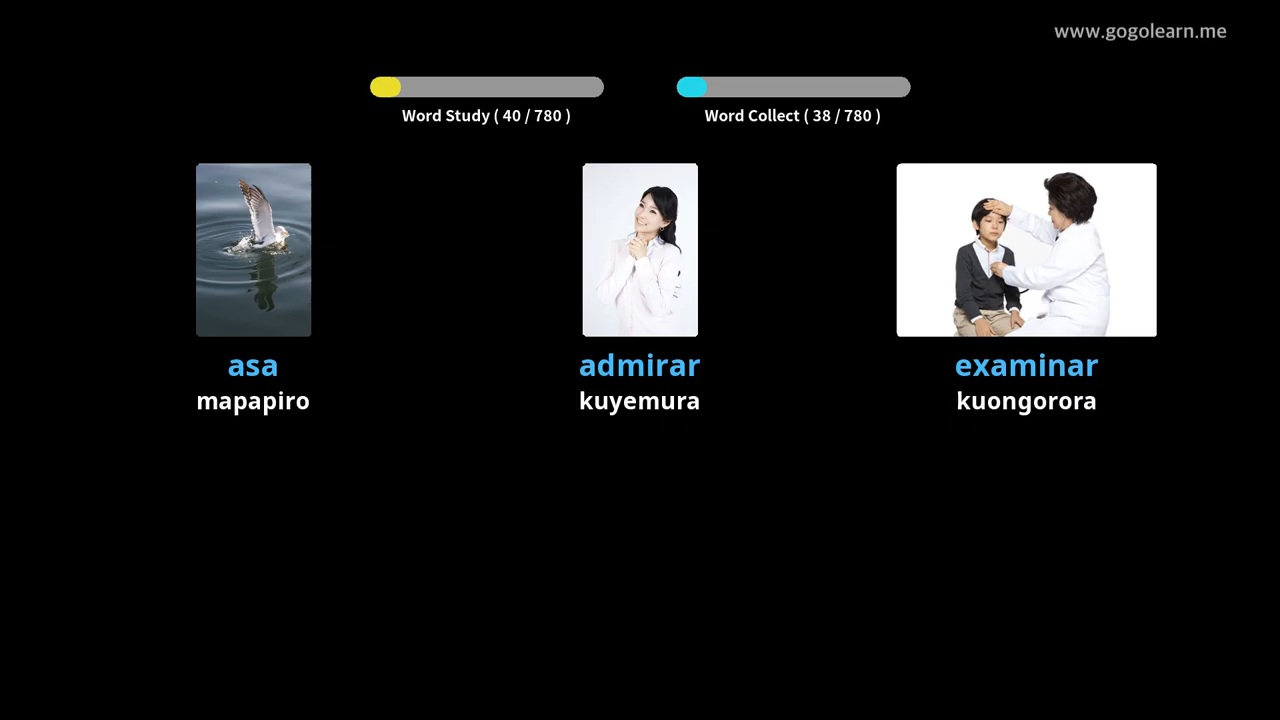 www.gogolearn.me
Word Study ( 40 / 780 )
Word Collect ( 38 / 780 )
asa
mapapiro
admirar
kuyemura
examinar
kuongorora